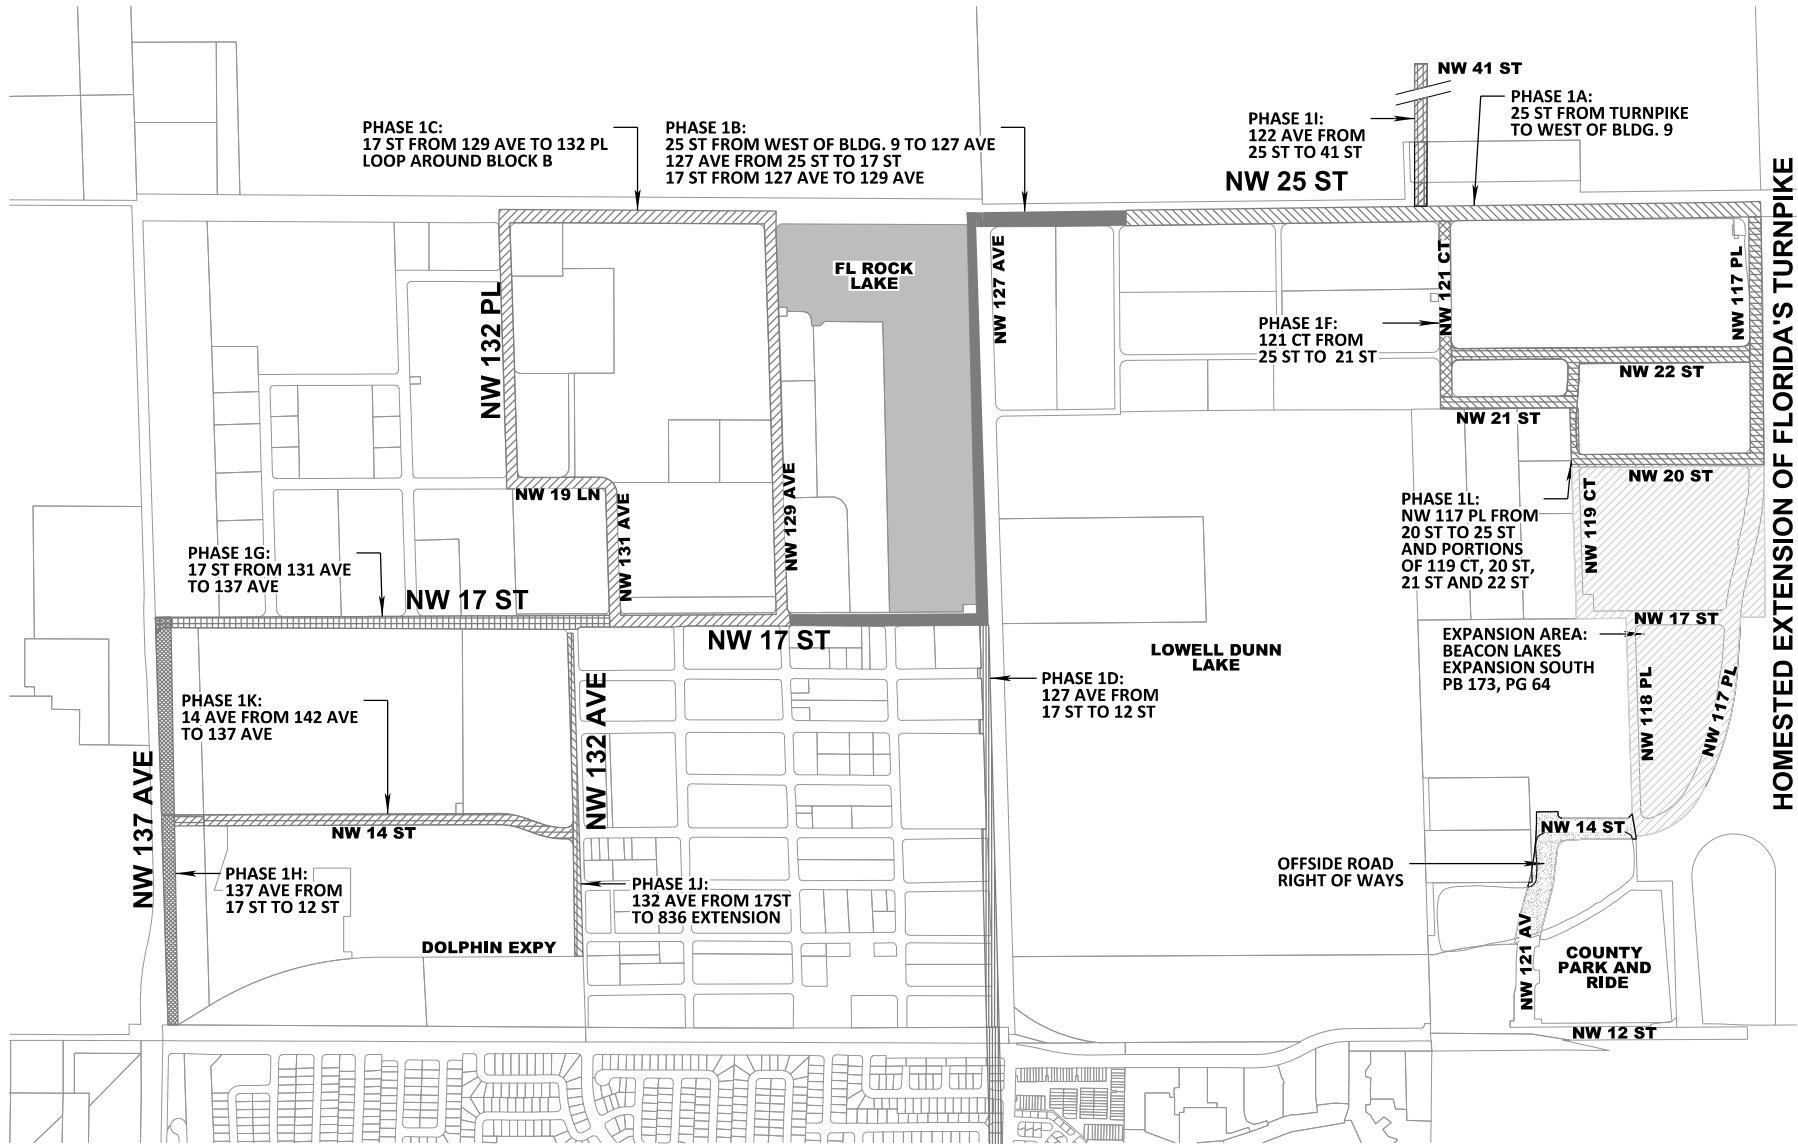 NW 41 ST
PHASE 1A:
25 ST FROM TURNPIKE
TO WEST OF BLDG. 9
PHASE 1I:
122 AVE FROM
25 ST TO 41 ST
PHASE 1C:
17 ST FROM 129 AVE TO 132 PL
LOOP AROUND BLOCK B
PHASE 1B:
25 ST FROM WEST OF BLDG. 9 TO 127 AVE
127 AVE FROM 25 ST TO 17 ST
17 ST FROM 127 AVE TO 129 AVE
NW 25 ST
HOMESTED EXTENSION OF FLORIDA'S TURNPIKE
FL ROCK
LAKE
NW 127 AVE
NW 121 CT
NW 117 PL
NW 132 PL
PHASE 1F:
121 CT FROM
25 ST TO 21 ST
NW 22 ST
NW 21 ST
NW 20 ST
NW 19 LN
NW 131 AVE
NW 129 AVE
PHASE 1L:
NW 117 PL FROM
20 ST TO 25 ST
AND PORTIONS
OF 119 CT, 20 ST,
21 ST AND 22 ST
NW 119 CT
PHASE 1G:
17 ST FROM 131 AVE
TO 137 AVE
NW 17 ST
NW 17 ST
NW 17 ST
EXPANSION AREA:
BEACON LAKES
EXPANSION SOUTH
PB 173, PG 64
LOWELL DUNN
LAKE
PHASE 1D:
127 AVE FROM
17 ST TO 12 ST
NW 118 PL
NW 117 PL
PHASE 1K:
14 AVE FROM 142 AVE
TO 137 AVE
NW 132 AVE
NW 137 AVE
NW 14 ST
NW 14 ST
OFFSIDE ROAD
RIGHT OF WAYS
PHASE 1H:
137 AVE FROM
17 ST TO 12 ST
PHASE 1J:
132 AVE FROM 17ST
TO 836 EXTENSION
DOLPHIN EXPY
NW 121 AV
COUNTY
PARK AND
RIDE
NW 12 ST